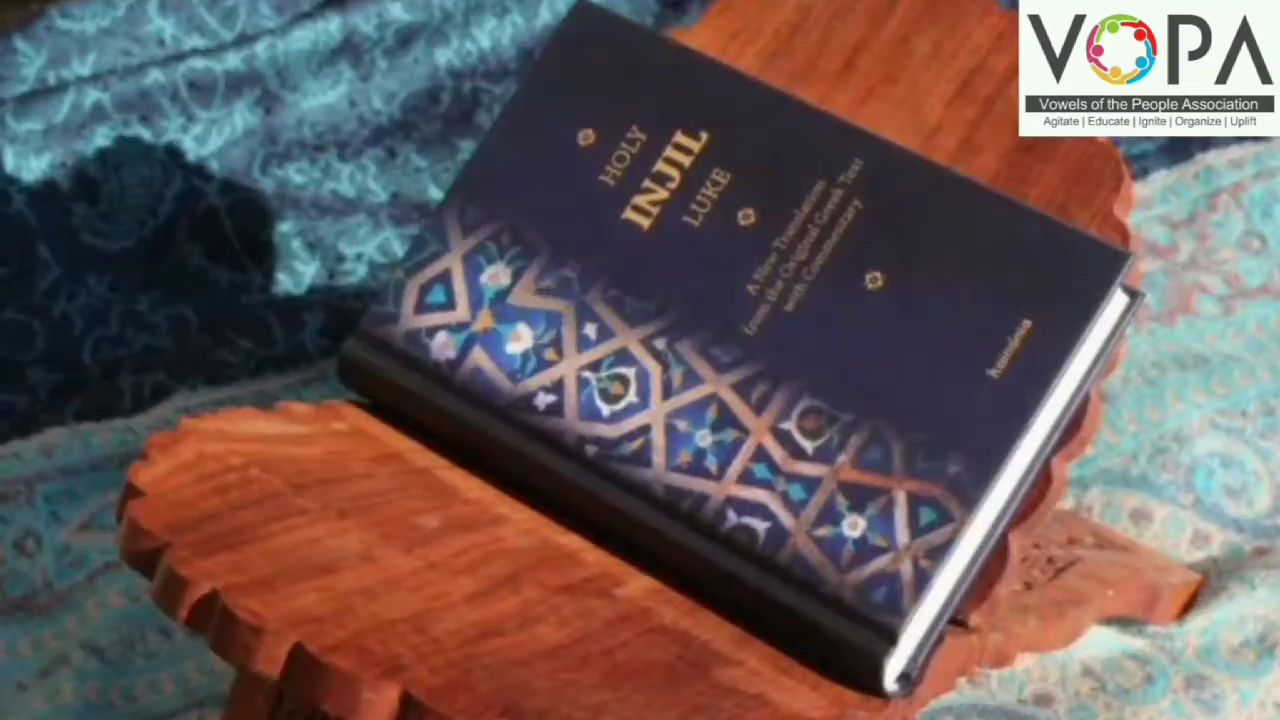 HOLY
INJIL
LUKE
A New Translation
from the Original Greek Text
with Commentary
VOPA
Vowels of the People Association
Agitate | Educate | Ignite | Organize | Uplift